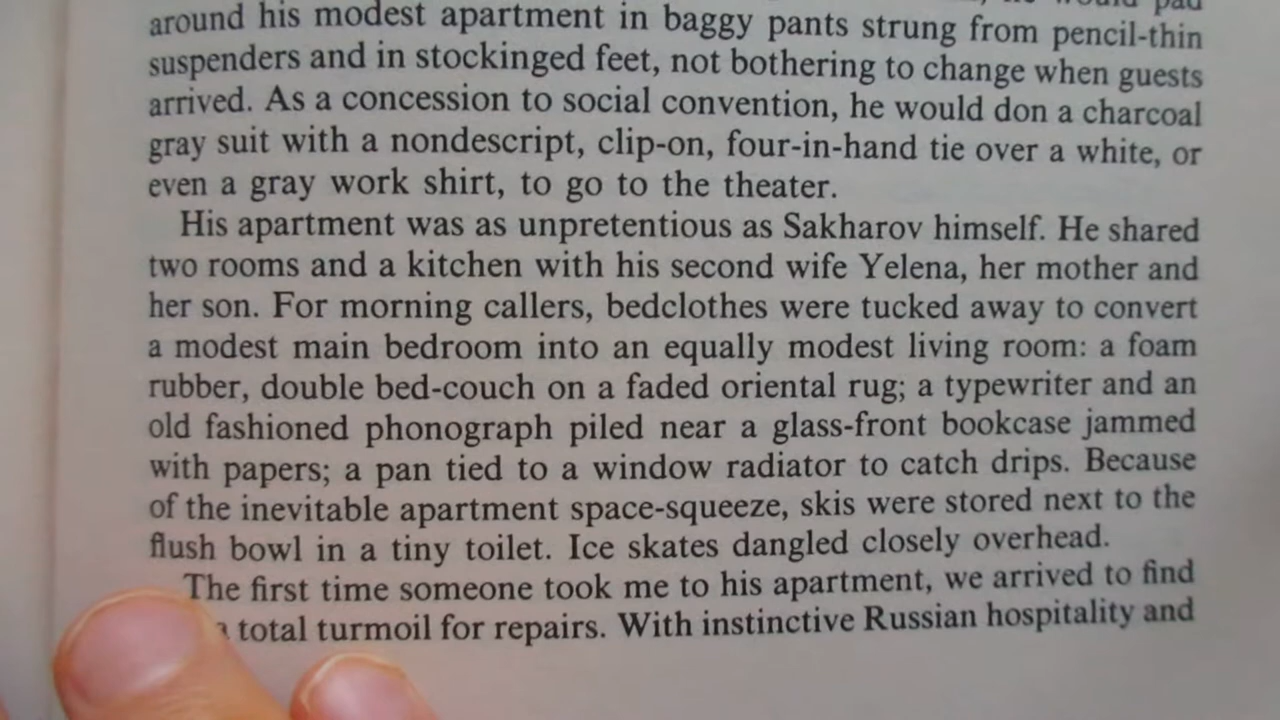 he would pad
around his modest apartment in baggy pants strung from pencil-thin
suspenders and in stockinged feet, not bothering to change when guests
arrived. As a concession to social convention, he would don a charcoal
gray suit with a nondescript, clip-on, four-in-hand tie over a white, or
even a gray work shirt, to go to the theater.
His apartment was as unpretentious as Sakharov himself. He shared
two rooms and a kitchen with his second wife Yelena, her mother and
her son. For morning callers, bedclothes were tucked away to convert
a modest main bedroom into an equally modest living room: a foam
rubber, double bed-couch on a faded oriental rug; a typewriter and an
old fashioned phonograph piled near a glass-front bookcase jammed
with papers; a pan tied to a window radiator to catch drips. Because
of the inevitable apartment space-squeeze, skis were stored next to the
flush bowl in a tiny toilet. Ice skates dangled closely overhead.
The first time someone took me to his apartment, we arrived to find
total turmoil for repairs. With instinctive Russian hospitality and